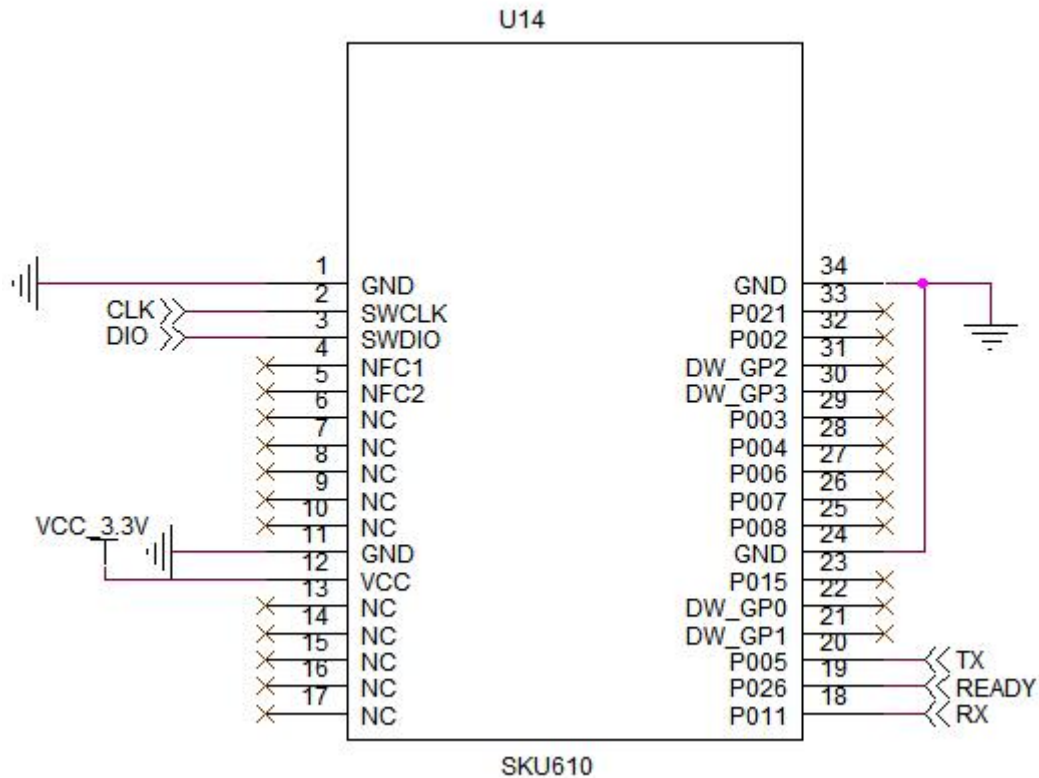 U14
1 GND
CLK 2 SWCLK
DIO 3 SWDIO
4 NFC1
5 NFC2
6 NC
7 NC
8 NC
9 NC
10 NC
VCC_3.3V
11 GND
12 VCC
13 NC
14 NC
15 NC
16 NC
17 NC
GND 34
P021 33
P002 32
DW_GP2 31
DW_GP3 30
P003 29
P004 28
P006 27
P007 26
P008 25
GND 24
P015 23
DW_GP0 22
DW_GP1 21
P005 20 TX
P026 19 READY
P011 18 RX
SKU610